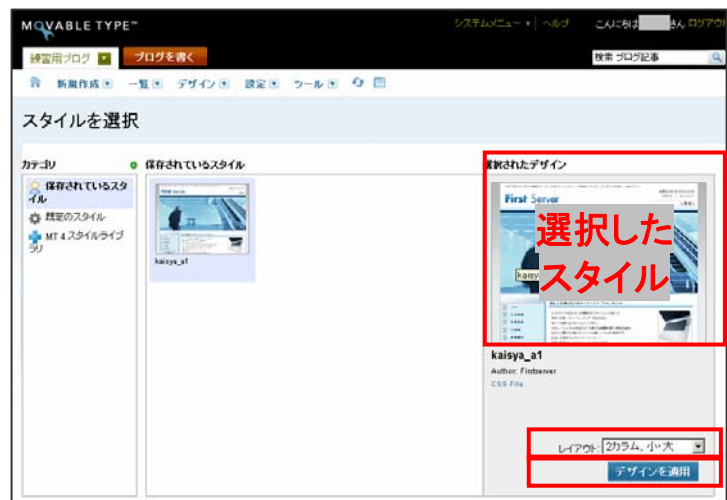 MOVABLE TYPE™
システムメニュー ヘルプ こんにちは さん ログアウト
練習用ブログ ブログを書く
検索 ブログ記事
新規作成 一覧 デザイン 設定 ツール
スタイルを選択
カテゴリ
保存されているスタイル
既定のスタイル
MT 4 スタイルライブラリ
保存されているスタイル
First Server
kaisya_a1
選択されたデザイン
First Server
選択した
スタイル
kaisya_a1
Author: Firstserver
CSS File
レイアウト: 2カラム、小・大
デザインを適用